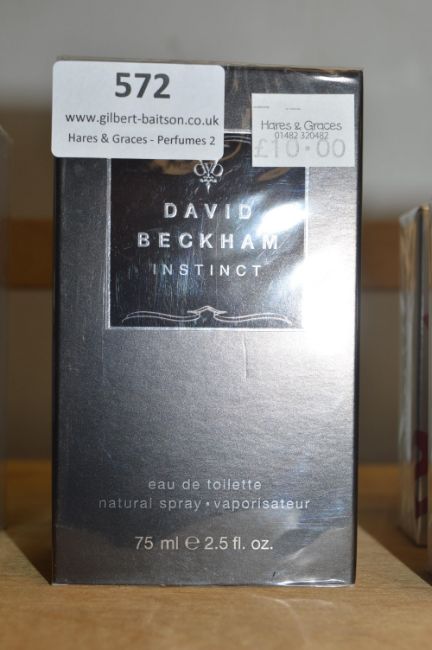 572
www.gilbert-baitson.co.uk
Hares & Graces - Perfumes 2
Hares & Graces
01482 320482
£10.00
DAVID
BECKHAM
INSTINCT
eau de toilette
natural spray • vaporisateur
75 ml ℮ 2.5 fl. oz.